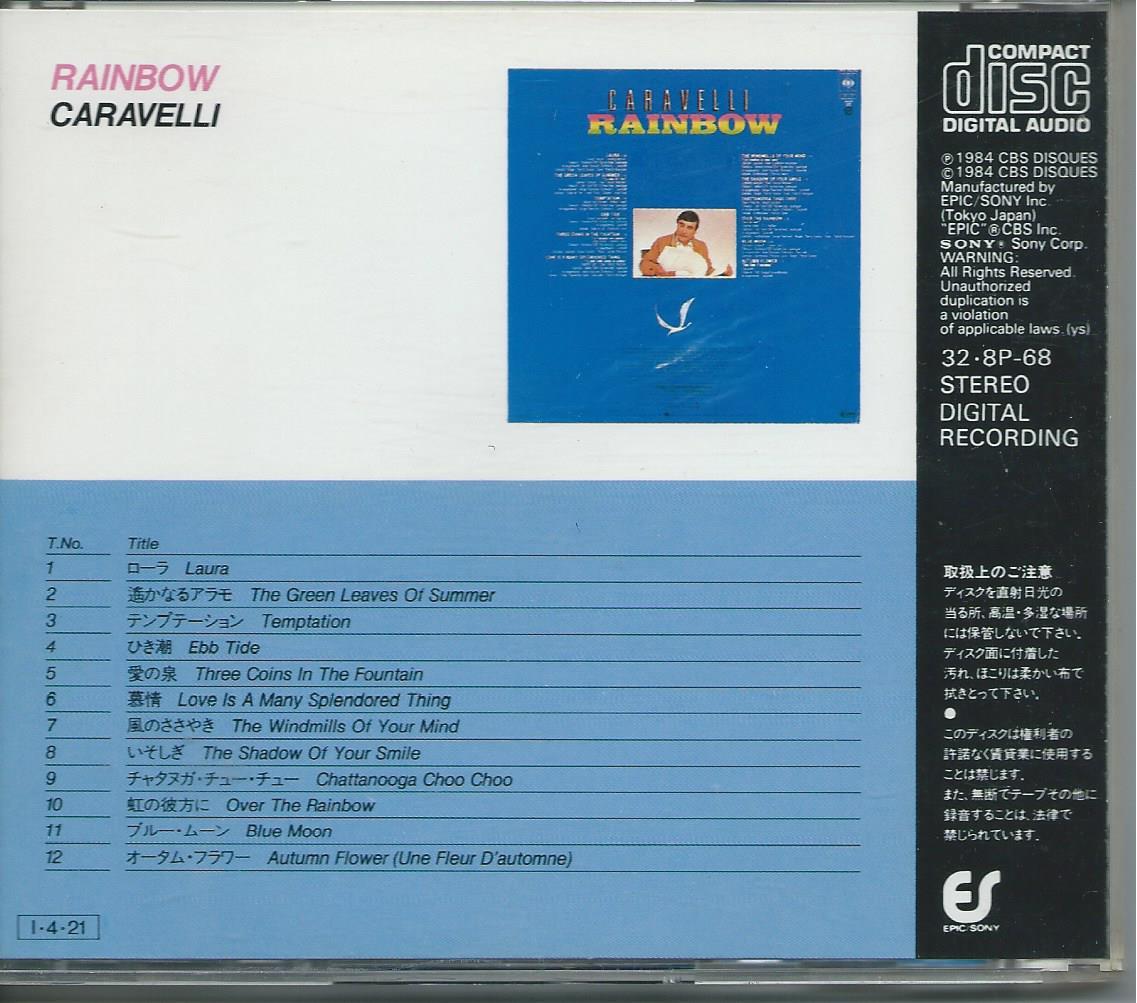 RAINBOW
CARAVELLI
CARAVELLI
RAINBOW
T.No. Title
1 ローラ Laura
2 遙かなるアラモ The Green Leaves Of Summer
3 テンプテーション Temptation
4 ひき潮 Ebb Tide
5 愛の泉 Three Coins In The Fountain
6 慕情 Love Is A Many Splendored Thing
7 風のささやき The Windmills Of Your Mind
8 いそしぎ The Shadow Of Your Smile
9 チャタヌガ・チュー・チュー Chattanooga Choo Choo
10 虹の彼方に Over The Rainbow
11 ブルー・ムーン Blue Moon
12 オータム・フラワー Autumn Flower (Une Fleur D'automne)
I・4・21
COMPACT
disc
DIGITAL AUDIO
Ⓟ1984 CBS DISQUES
©1984 CBS DISQUES
Manufactured by
EPIC/SONY Inc.
(Tokyo Japan)
"EPIC"®CBS Inc.
SONY® Sony Corp.
WARNING:
All Rights Reserved.
Unauthorized
duplication is
a violation
of applicable laws.(ys)
32・8P-68
STEREO
DIGITAL
RECORDING
取扱上のご注意
ディスクを直射日光の
当る所、高温・多湿な場所
には保管しないで下さい。
ディスク面に付着した
汚れ、ほこりは柔かい布で
拭きとって下さい。
●
このディスクは権利者の
許諾なく賃貸業に使用する
ことは禁じます。
また、無断でテープその他に
録音することは、法律で
禁じられています。
ES
EPIC/SONY